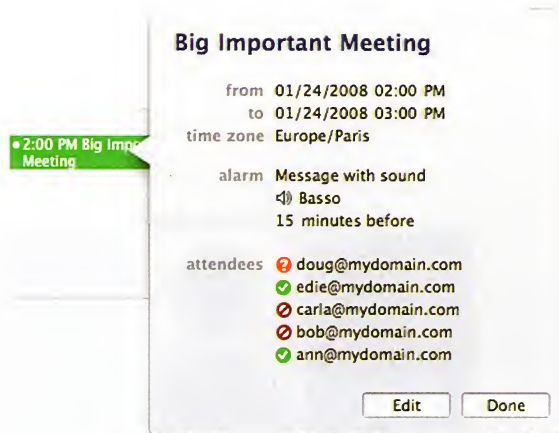 Big Important Meeting
from 01/24/2008 02:00 PM
to 01/24/2008 03:00 PM
time zone Europe/Paris
2:00 PM Big Impo
Meeting
alarm Message with sound
Basso
15 minutes before
attendees doug@mydomain.com
edie@mydomain.com
carla@mydomain.com
bob@mydomain.com
ann@mydomain.com
Edit Done